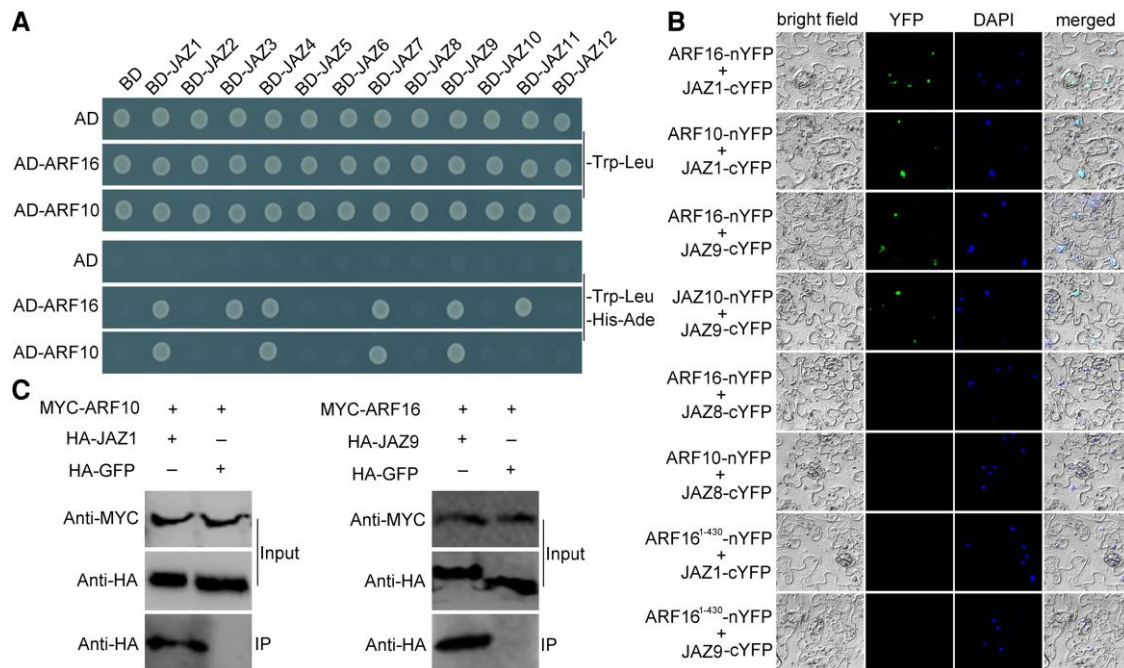 A
BD
BD-JAZ1
BD-JAZ2
BD-JAZ3
BD-JAZ4
BD-JAZ5
BD-JAZ6
BD-JAZ7
BD-JAZ8
BD-JAZ9
BD-JAZ10
BD-JAZ11
BD-JAZ12
AD
AD-ARF16
AD-ARF10
-Trp-Leu
AD
AD-ARF16
AD-ARF10
-Trp-Leu
-His-Ade
B
bright field YFP DAPI merged
ARF16-nYFP
+
JAZ1-cYFP
ARF10-nYFP
+
JAZ1-cYFP
ARF16-nYFP
+
JAZ9-cYFP
JAZ10-nYFP
+
JAZ9-cYFP
ARF16-nYFP
+
JAZ8-cYFP
ARF10-nYFP
+
JAZ8-cYFP
ARF16¹⁻⁴³⁰-nYFP
+
JAZ1-cYFP
ARF16¹⁻⁴³⁰-nYFP
+
JAZ9-cYFP
C
MYC-ARF10 + +
HA-JAZ1 + −
HA-GFP − +
Anti-MYC
Anti-HA
Input
Anti-HA
IP
MYC-ARF16 + +
HA-JAZ9 + −
HA-GFP − +
Anti-MYC
Anti-HA
Input
Anti-HA
IP